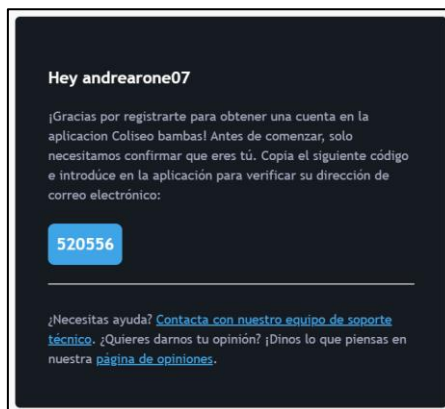 Hey andrearone07
¡Gracias por registrarte para obtener una cuenta en la
aplicacion Coliseo bambas! Antes de comenzar, solo
necesitamos confirmar que eres tú. Copia el siguiente código
e introdúce en la aplicación para verificar su dirección de
correo electrónico:
520556
¿Necesitas ayuda? Contacta con nuestro equipo de soporte
técnico. ¿Quieres darnos tu opinión? ¡Dinos lo que piensas en
nuestra página de opiniones.